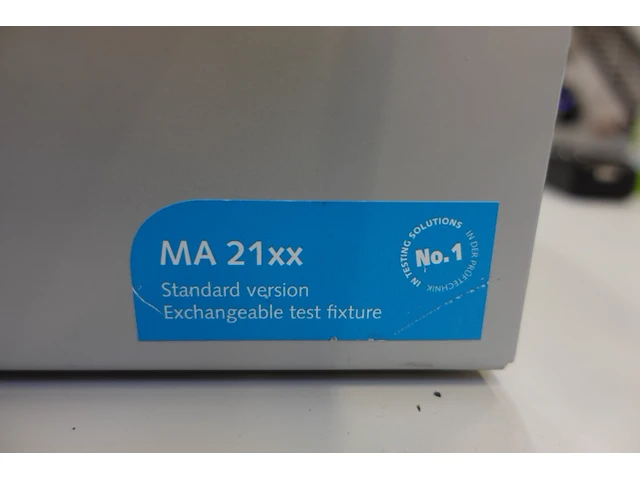 MA 21xx
Standard version
Exchangeable test fixture
No.1
IN TESTING SOLUTIONS
IN DER PRÜFTECHNIK